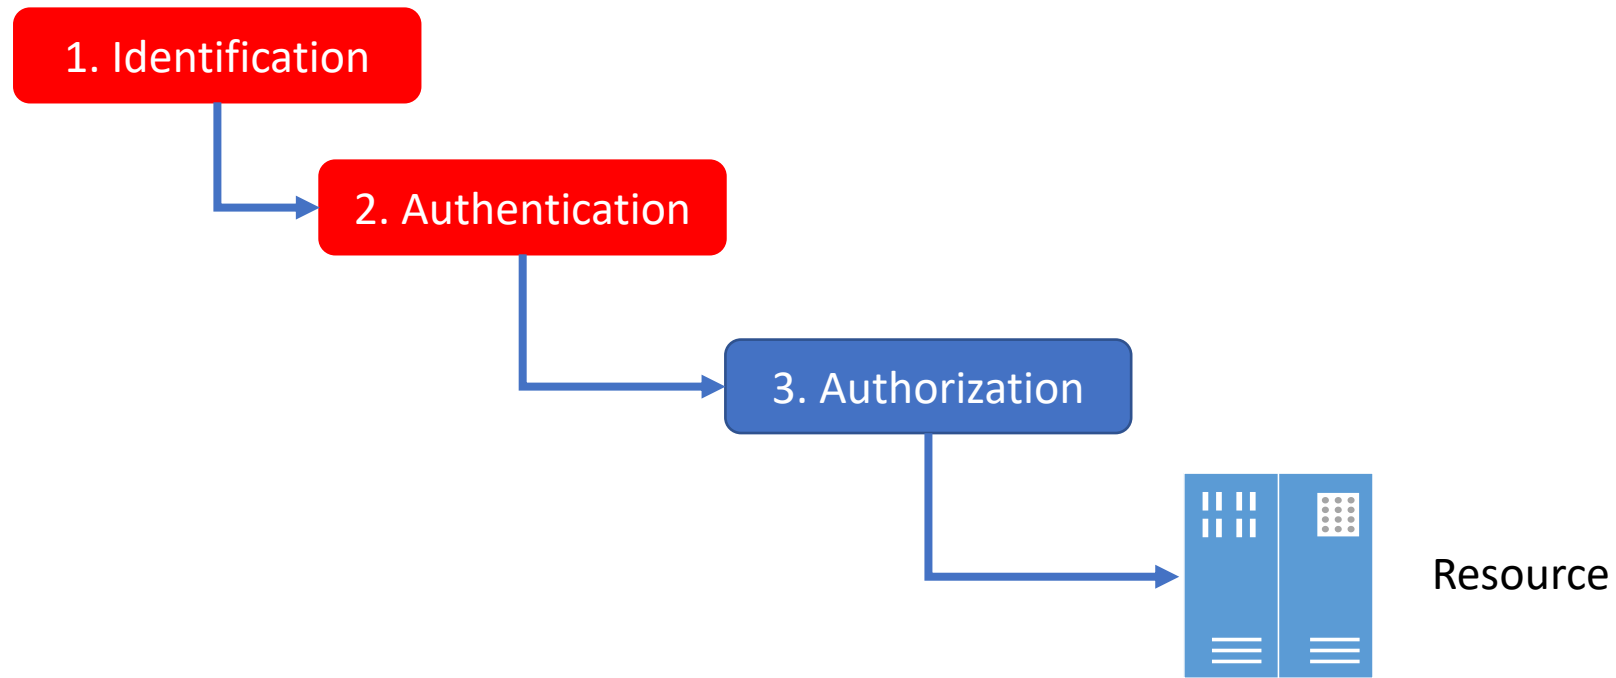 1. Identification
2. Authentication
3. Authorization
Resource